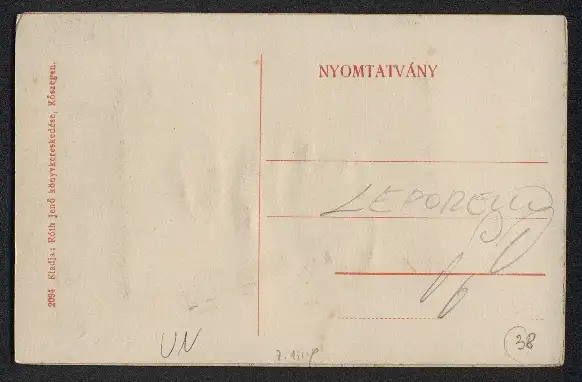 NYOMTATVÁNY
2094 Kiadja: Róth Jenő könyvkereskedése, Kőszegen.
LEPORELLO
UN
38